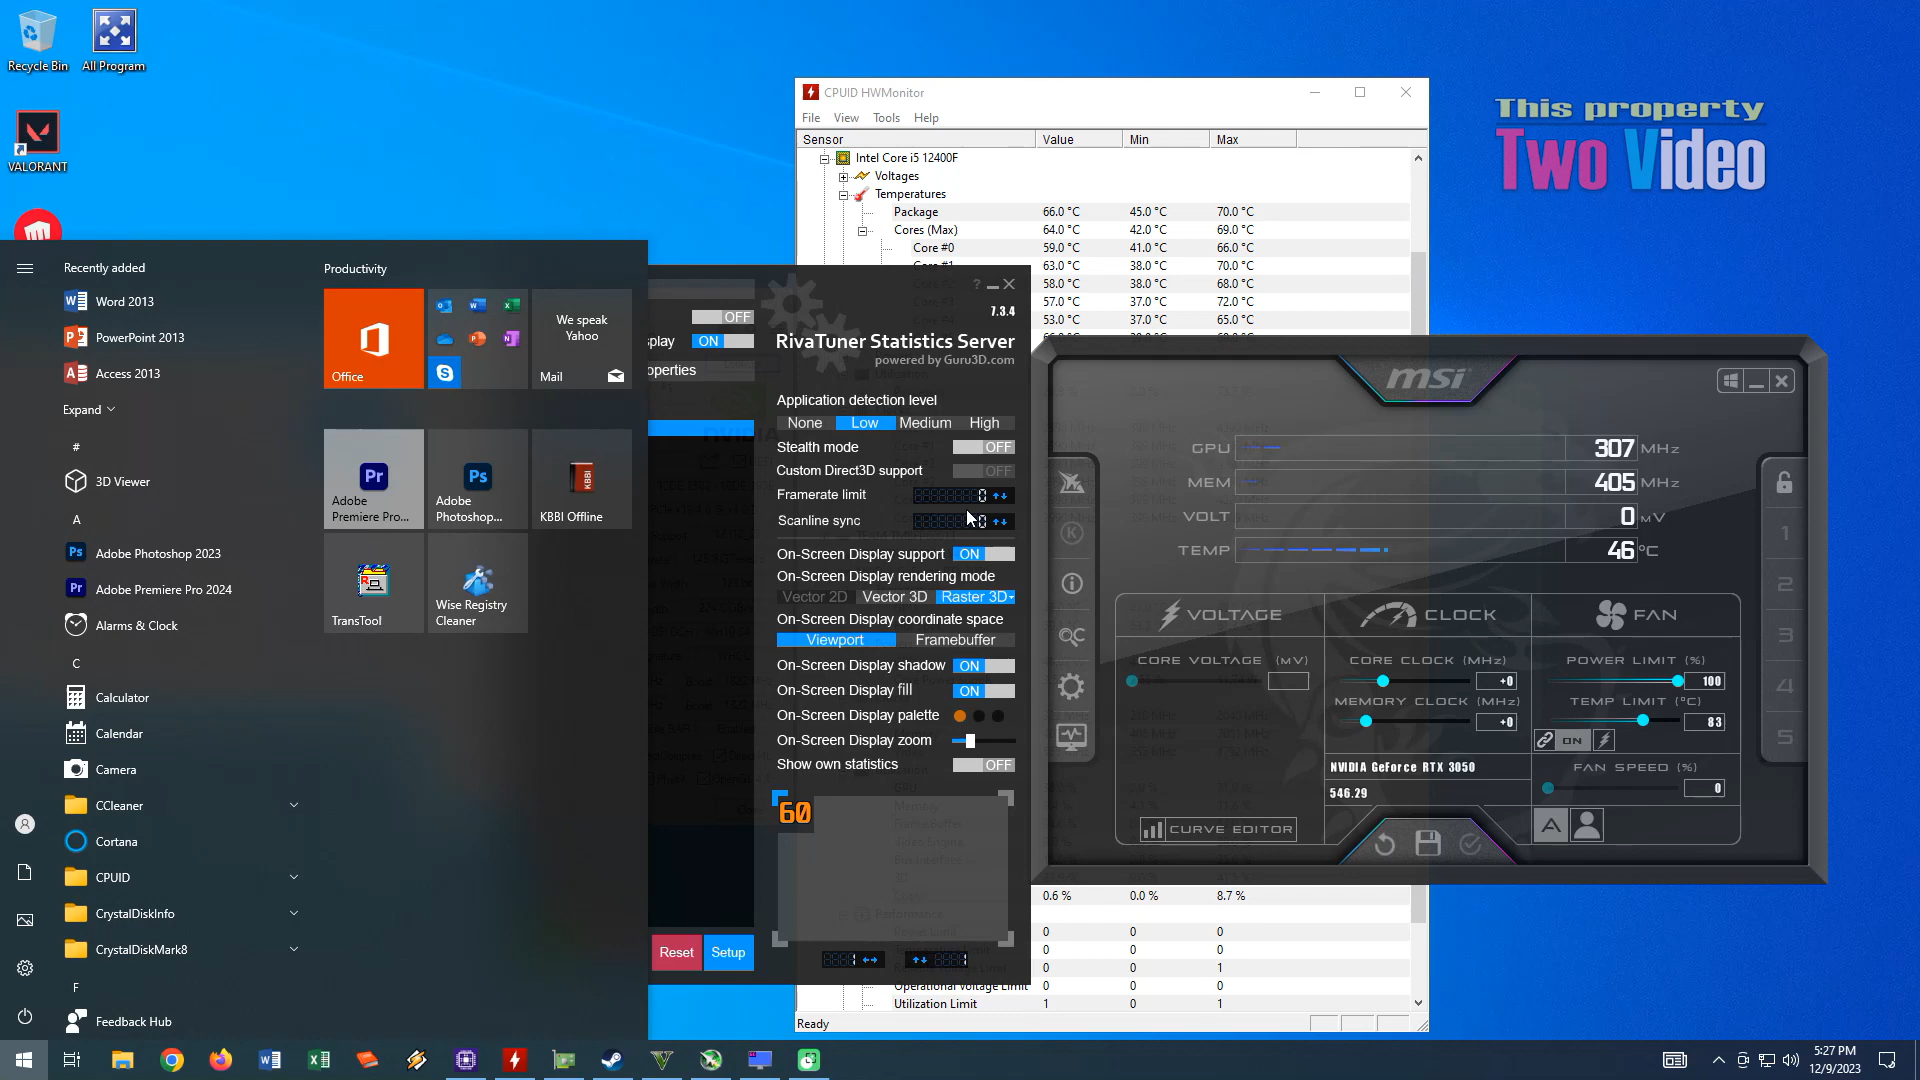 Recycle Bin
All Program
VALORANT
This property
Two Video
CPUID HWMonitor
File View Tools Help
Sensor Value Min Max
Intel Core i5 12400F
Voltages
Temperatures
Package 66.0 °C 45.0 °C 70.0 °C
Cores (Max) 64.0 °C 42.0 °C 69.0 °C
Core #0 59.0 °C 41.0 °C 66.0 °C
63.0 °C 38.0 °C 70.0 °C
58.0 °C 38.0 °C 68.0 °C
57.0 °C 37.0 °C 72.0 °C
53.0 °C 37.0 °C 65.0 °C
0.6 % 0.0 % 8.7 %
0 0 0
0 0 0
0 0 1
Operational Voltage Limit 0 0 0
Utilization Limit 1 0 1
Ready
Recently added
Word 2013
PowerPoint 2013
Access 2013
Expand
#
3D Viewer
A
Adobe Photoshop 2023
Adobe Premiere Pro 2024
Alarms & Clock
C
Calculator
Calendar
Camera
CCleaner
Cortana
CPUID
CrystalDiskInfo
CrystalDiskMark8
F
Feedback Hub
Productivity
Office
We speak
Yahoo
Mail
Adobe
Premiere Pro...
Adobe
Photoshop...
KBBI Offline
TransTool
Wise Registry
Cleaner
OFF
splay ON
operties
Reset Setup
7.3.4
RivaTuner Statistics Server
powered by Guru3D.com
Application detection level
None Low Medium High
Stealth mode OFF
Custom Direct3D support OFF
Framerate limit 0
Scanline sync 0
On-Screen Display support ON
On-Screen Display rendering mode
Vector 2D Vector 3D Raster 3D
On-Screen Display coordinate space
Viewport Framebuffer
On-Screen Display shadow ON
On-Screen Display fill ON
On-Screen Display palette
On-Screen Display zoom
Show own statistics OFF
60
1 1
msi
GPU 307 MHz
MEM 405 MHz
VOLT 0 mV
TEMP 46 °C
K
1
2
3
4
5
VOLTAGE
CORE VOLTAGE (MV)
CURVE EDITOR
CLOCK
CORE CLOCK (MHz) +0
MEMORY CLOCK (MHz) +0
NVIDIA GeForce RTX 3050
546.29
FAN
POWER LIMIT (%) 100
TEMP LIMIT (°C) 83
ON
FAN SPEED (%) 0
A
5:27 PM
12/9/2023